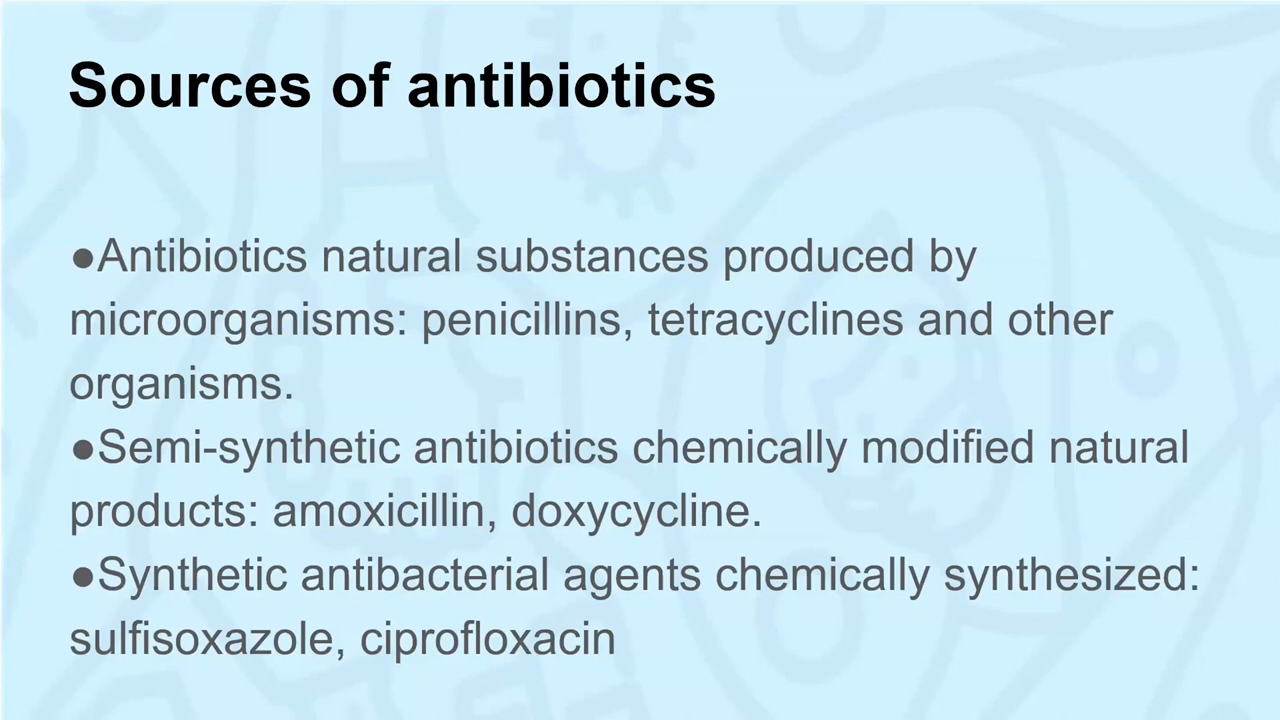 Sources of antibiotics
●Antibiotics natural substances produced by
microorganisms: penicillins, tetracyclines and other
organisms.
●Semi-synthetic antibiotics chemically modified natural
products: amoxicillin, doxycycline.
●Synthetic antibacterial agents chemically synthesized:
sulfisoxazole, ciprofloxacin